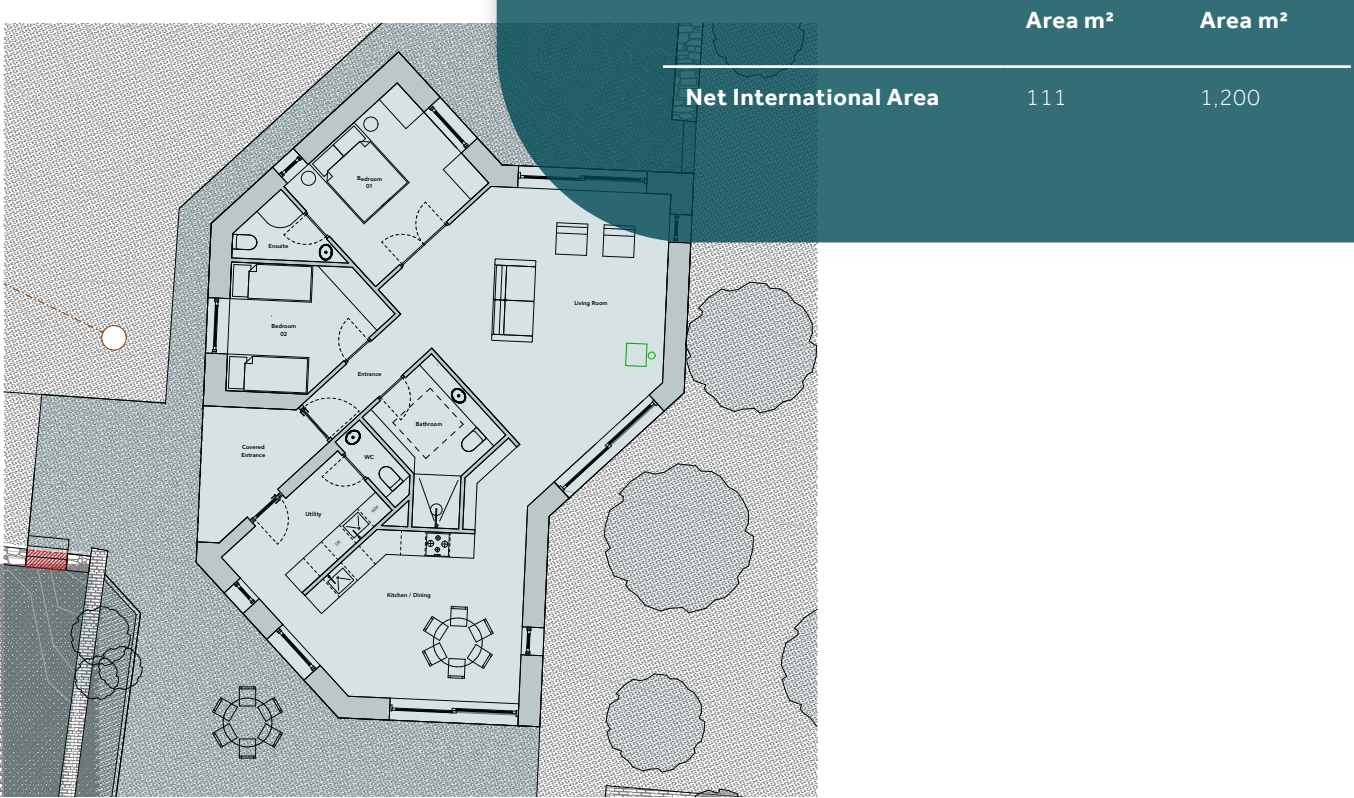 Area m² Area m²
Net International Area 111 1,200
Bedroom
01
Ensuite
Living Room
Bedroom
02
Entrance
Bathroom
Covered
Entrance
WC
Utility
Kitchen / Dining